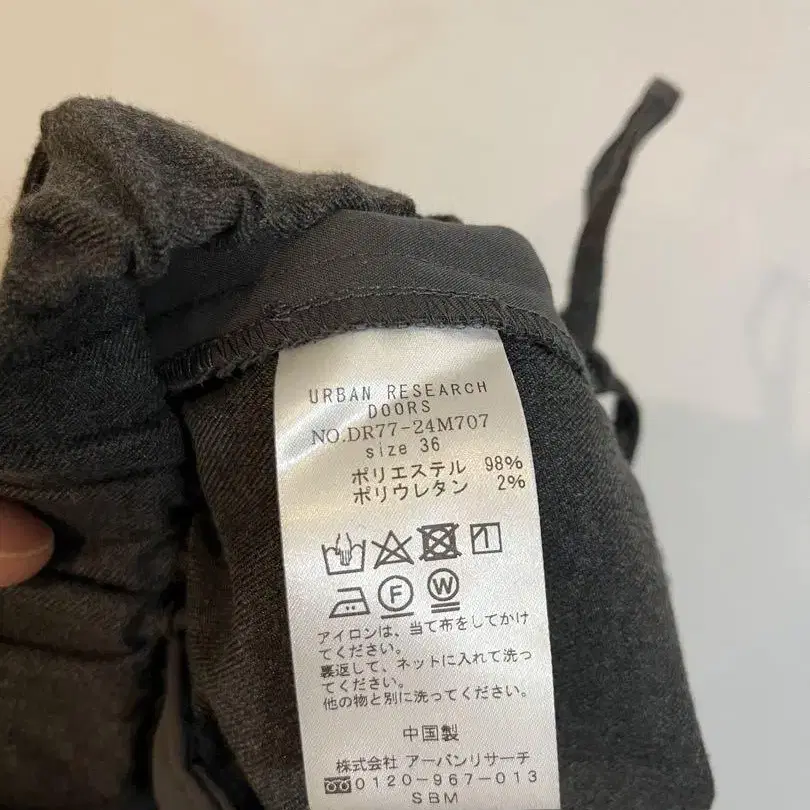 URBAN RESEARCH
DOORS
NO.DR77-24M707
size 36
ポリエステル 98%
ポリウレタン 2%
F W
アイロンは、当て布をしてかけ
てください。
裏返して、ネットに入れて洗っ
てください。
他の物と別に洗ってください。
中国製
株式会社 アーバンリサーチ
0120-967-013
SBM